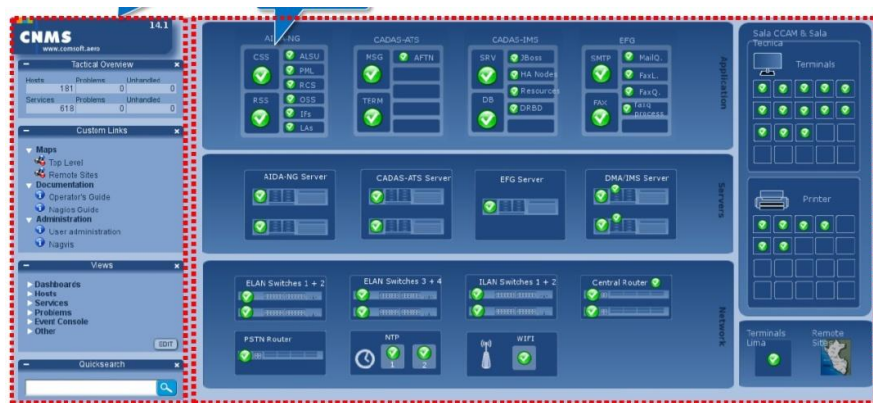 14.1
CNMS
www.comsoft.aero
Tactical Overview
Hosts Problems Unhandled
181 0 0
Services Problems Unhandled
618 0 0
Custom Links
Maps
Top Level
Remote Sites
Documentation
Operator's Guide
Nagios Guide
Administration
User administration
Nagvis
Views
Dashboards
Hosts
Services
Problems
Event Console
Other
EDIT
Quicksearch
AIDA-NG
CSS
ALSU
PML
RCS
RSS
OSS
IFs
LAs
CADAS-ATS
MSG
AFTN
TERM
CADAS-IMS
SRV
JBoss
HA Nodes
Resources
DB
DRBD
EFG
SMTP
MailQ.
FaxL.
FaxQ.
FAX
faxq
process
Application
AIDA-NG Server
CADAS-ATS Server
EFG Server
DMA/IMS Server
Servers
ELAN Switches 1 + 2
ELAN Switches 3 + 4
ILAN Switches 1 + 2
Central Router
PSTN Router
NTP
1
2
WIFI
Network
Sala CCAM & Sala
Tecnica
Terminals
Printer
Terminals
Lima
Remote
Sites